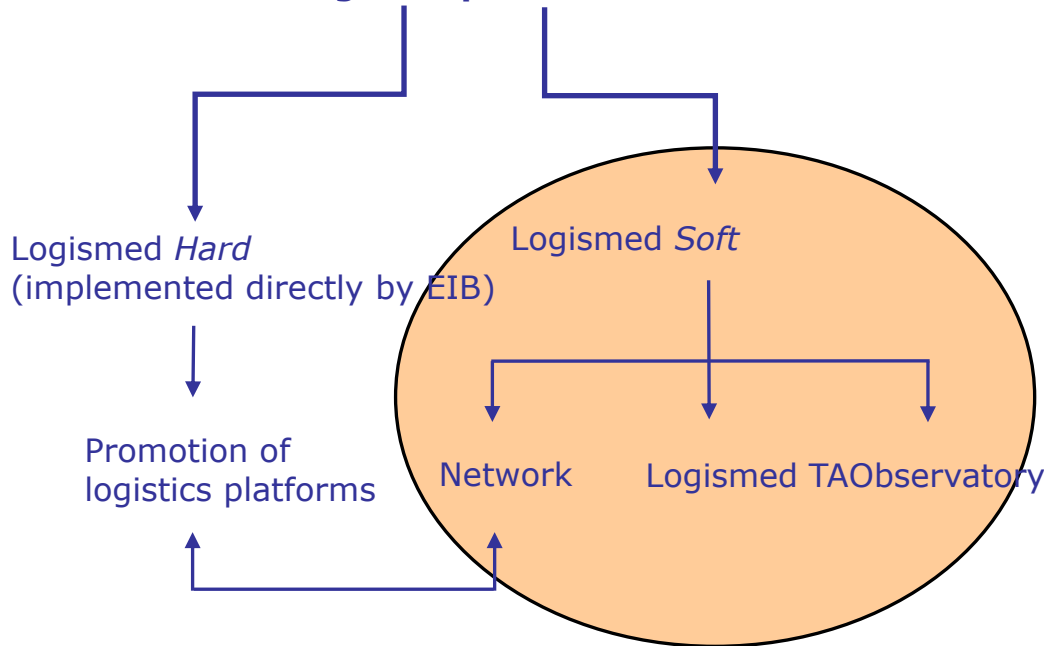 Logismed Hard
(implemented directly by EIB)
Logismed Soft
Promotion of
logistics platforms
Network
Logismed TAObservatory